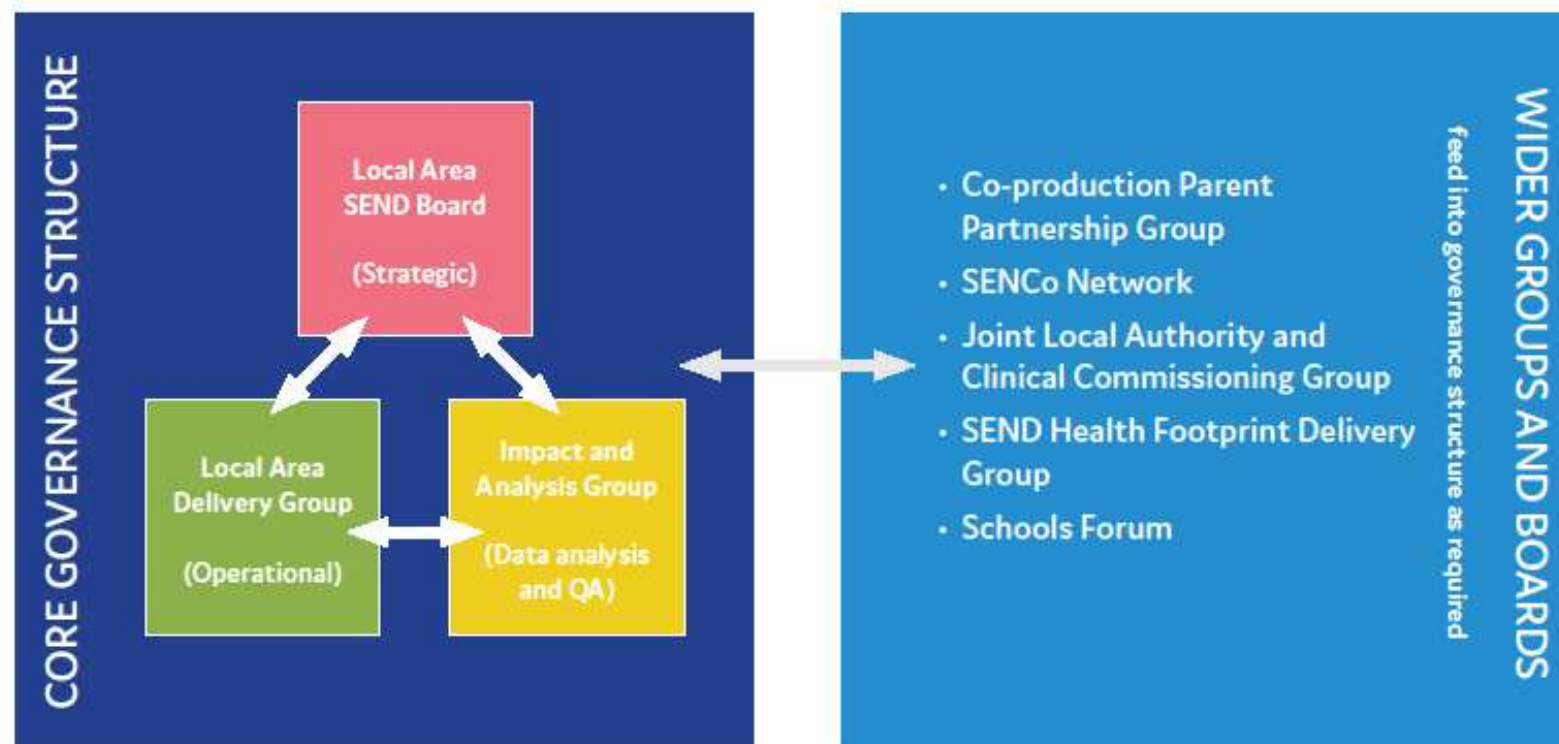 CORE GOVERNANCE STRUCTURE
Local Area
SEND Board
(Strategic)
Local Area
Delivery Group
(Operational)
Impact and
Analysis Group
(Data analysis
and QA)
• Co-production Parent
Partnership Group
• SENCo Network
• Joint Local Authority and
Clinical Commissioning Group
• SEND Health Footprint Delivery
Group
• Schools Forum
WIDER GROUPS AND BOARDS
feed into governance structure as required